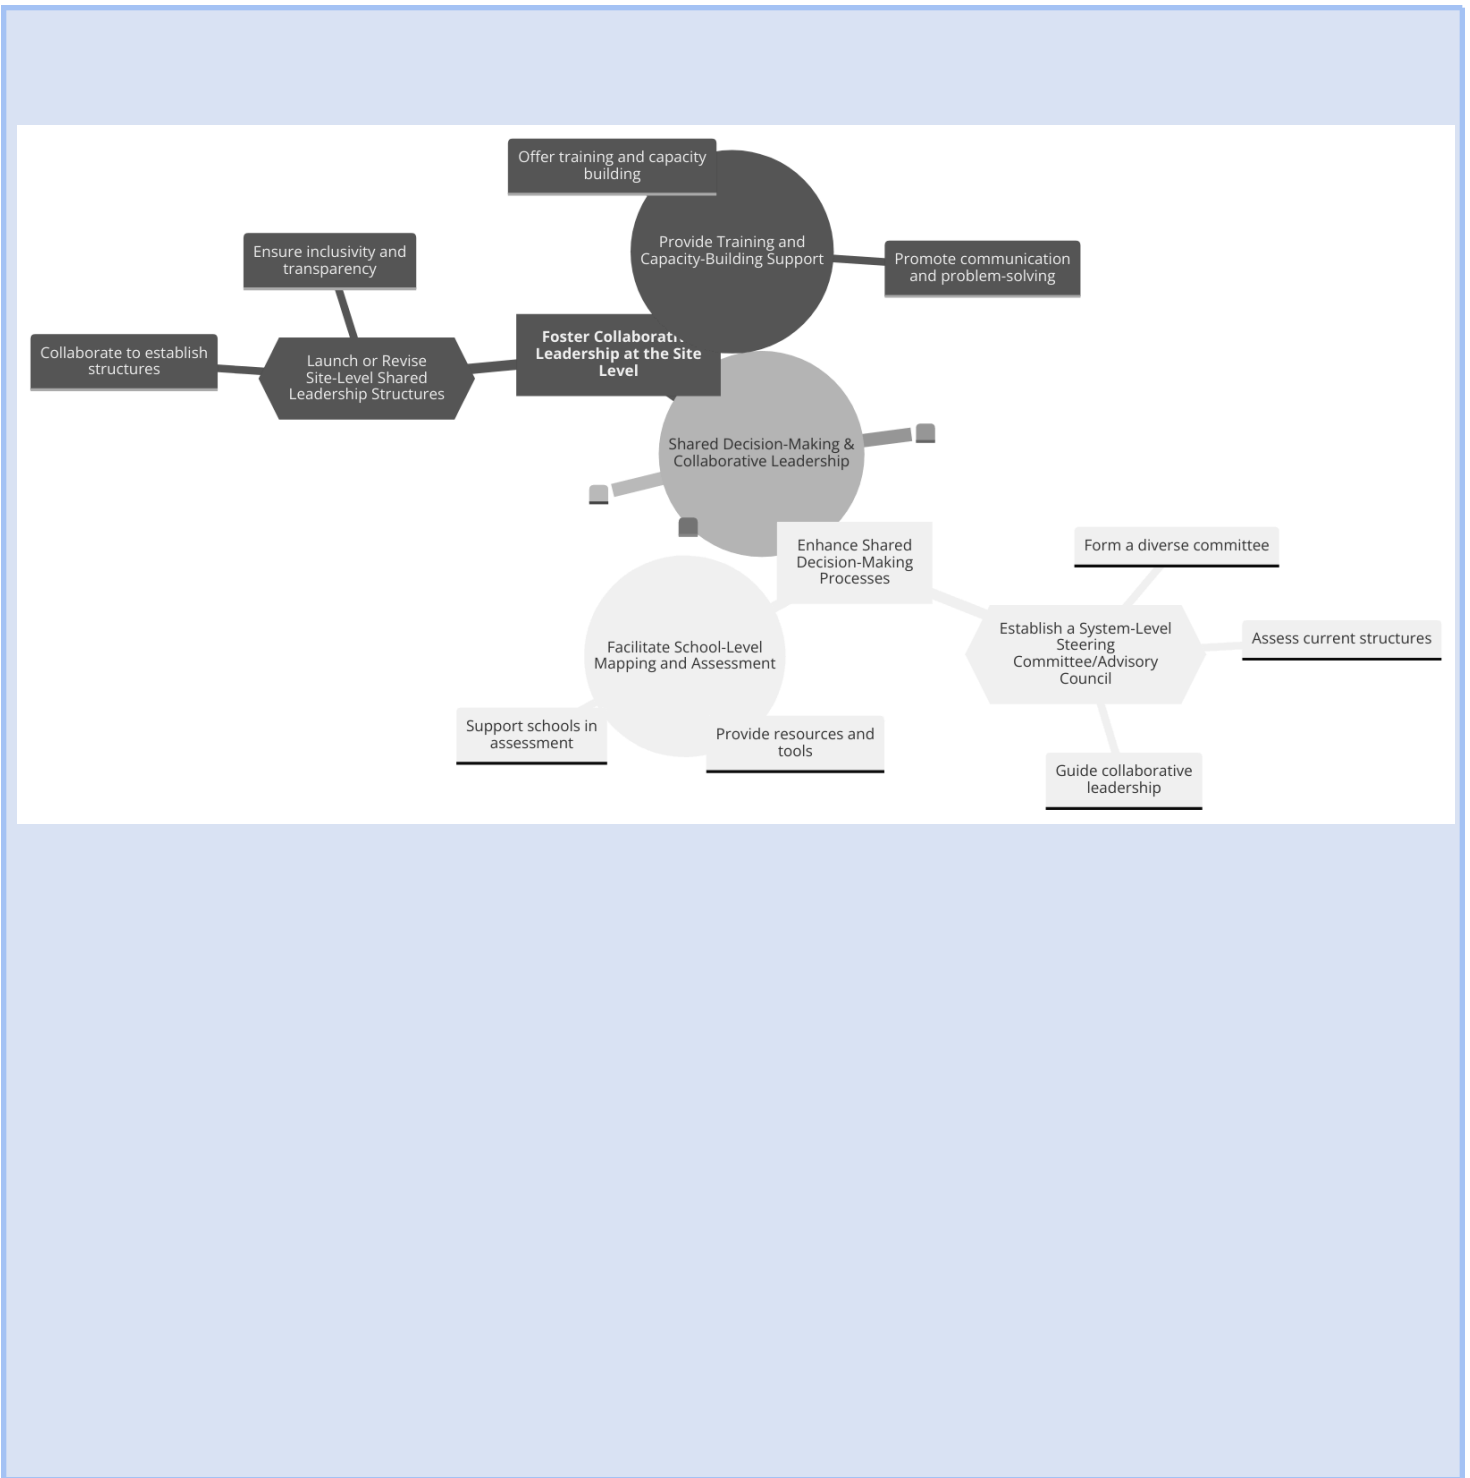 Offer training and capacity
building
Provide Training and
Capacity-Building Support
Promote communication
and problem-solving
Ensure inclusivity and
transparency
Collaborate to establish
structures
Launch or Revise
Site-Level Shared
Leadership Structures
Foster
Leadership at the Site
Level
Shared Decision-Making &
Collaborative Leadership
Enhance Shared
Decision-Making
Processes
Form a diverse committee
Establish a System-Level
Steering
Committee/Advisory
Council
Assess current structures
Guide collaborative
leadership
Facilitate School-Level
Mapping and Assessment
Support schools in
assessment
Provide resources and
tools